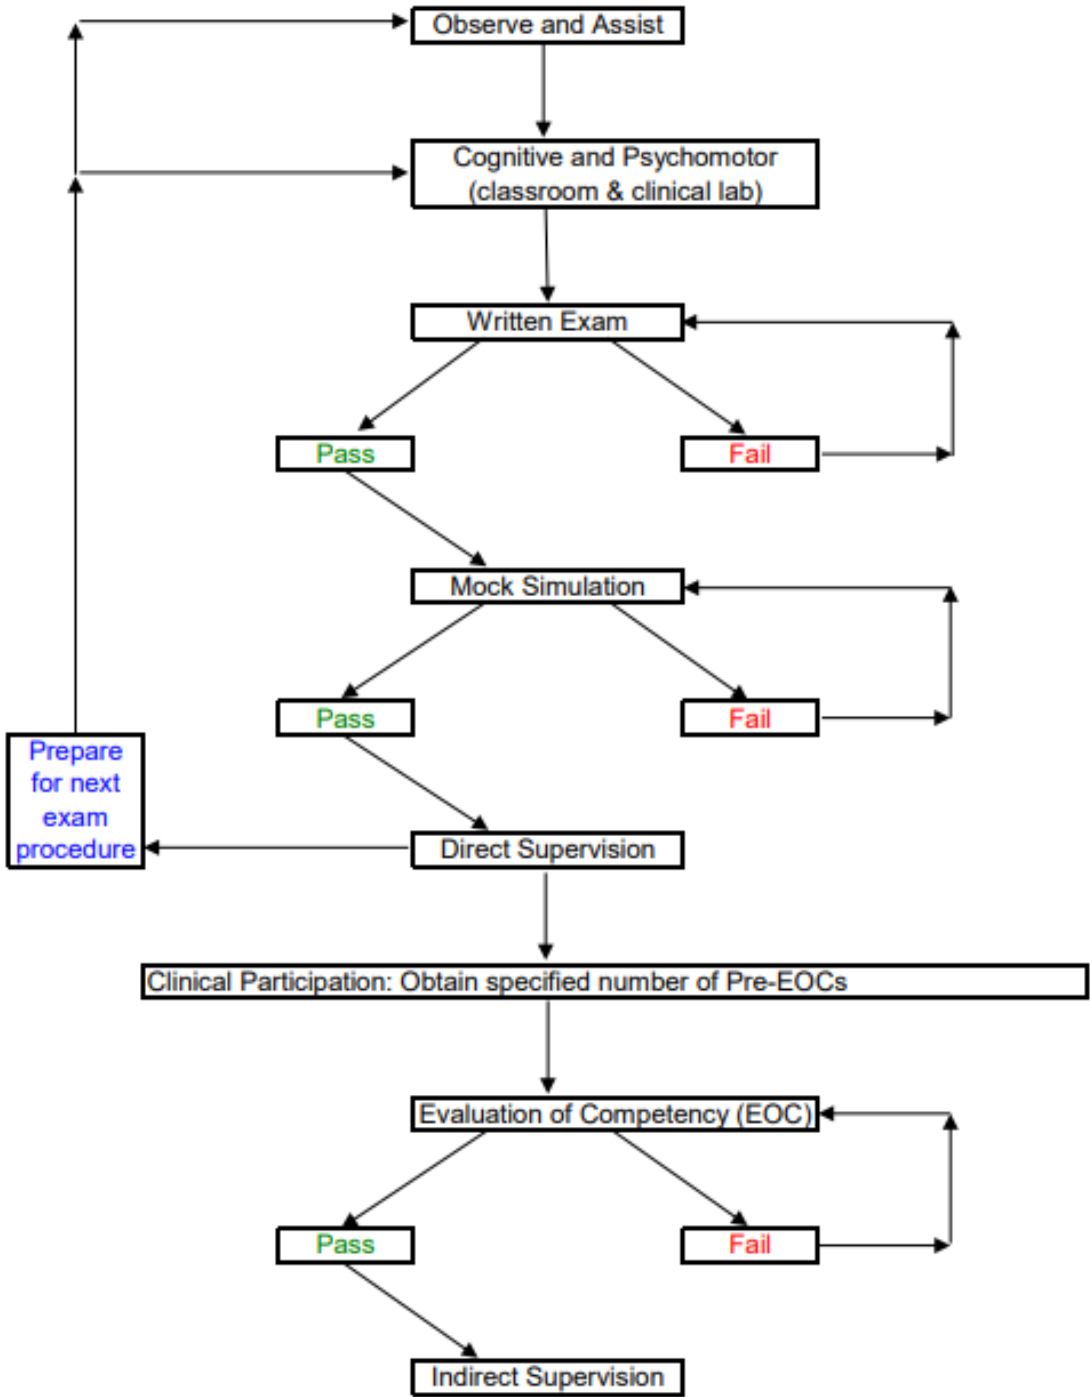 Observe and Assist
Cognitive and Psychomotor
(classroom & clinical lab)
Written Exam
Pass
Fail
Mock Simulation
Pass
Fail
Prepare
for next
exam
procedure
Direct Supervision
Clinical Participation: Obtain specified number of Pre-EOCs
Evaluation of Competency (EOC)
Pass
Fail
Indirect Supervision